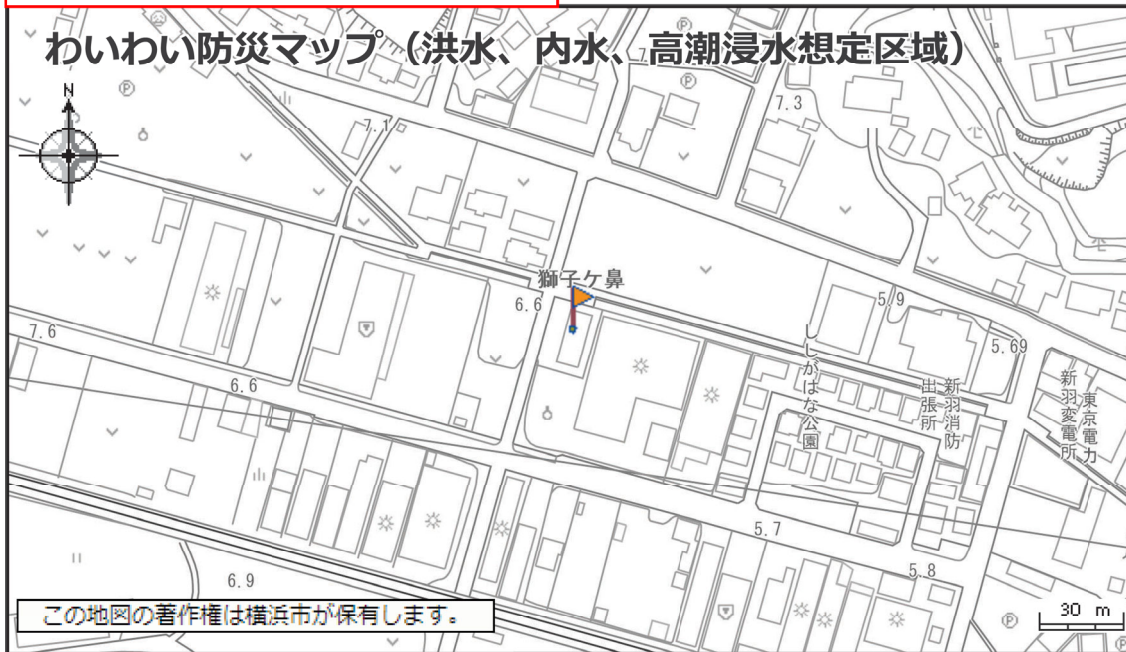 わいわい防災マップ（洪水、内水、高潮浸水想定区域）
N
P
P
7.3
7.1
獅子ケ鼻
6.6
5.9
5.69
7.6
6.6
ししがはな公園
新羽消防
出張所
東京電力
新羽変電所
5.7
5.8
6.9
この地図の著作権は横浜市が保有します。
30 m
P
P
P